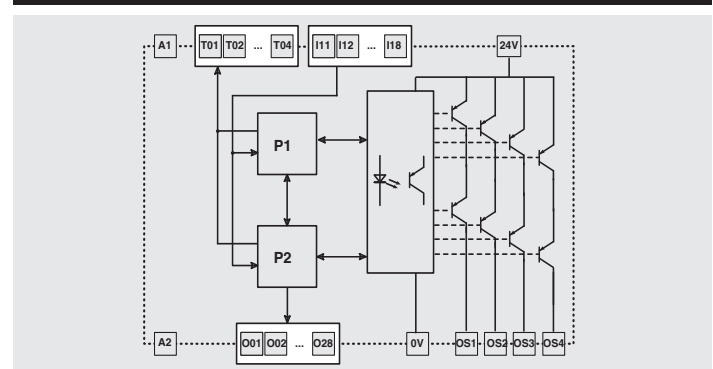 A1 T01 T02 ... T04 I11 I12 ... I18 24V
P1
P2
A2 O01 O02 ... O28 0V OS1 OS2 OS3 OS4